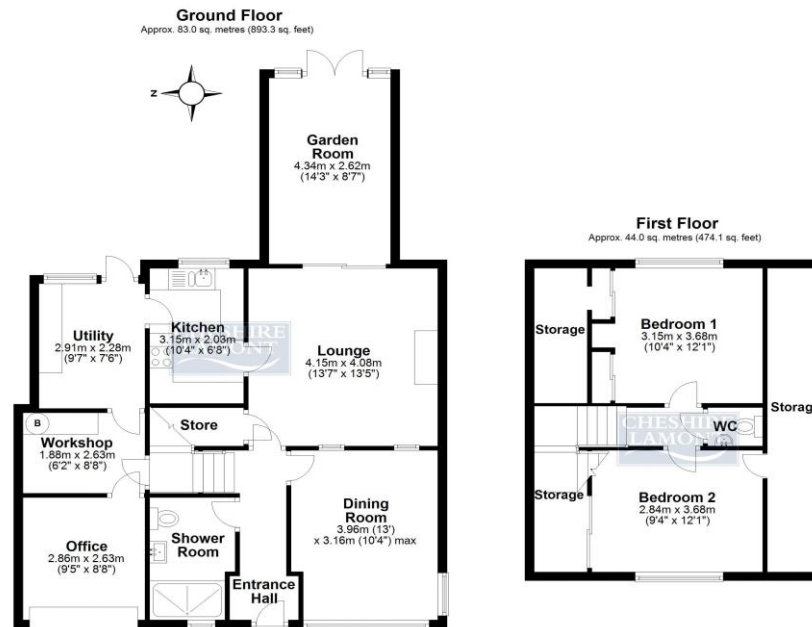 Ground Floor
Approx. 83.0 sq. metres (893.3 sq. feet)
Z
Garden
Room
4.34m x 2.62m
(14'3" x 8'7")
Utility
2.91m x 2.28m
(9'7" x 7'6")
Kitchen
3.15m x 2.03m
(10'4" x 6'8")
CHESHIRE
LAMONT
Lounge
4.15m x 4.08m
(13'7" x 13'5")
Store
B
Workshop
1.88m x 2.63m
(6'2" x 8'8")
Office
2.86m x 2.63m
(9'5" x 8'8")
Shower
Room
Entrance
Hall
Dining
Room
3.96m (13')
x 3.16m (10'4") max
First Floor
Approx. 44.0 sq. metres (474.1 sq. feet)
Storage
Bedroom 1
3.15m x 3.68m
(10'4" x 12'1")
Storage
CHESHIRE
LAMONT
WC
Storage
Bedroom 2
2.84m x 3.68m
(9'4" x 12'1")